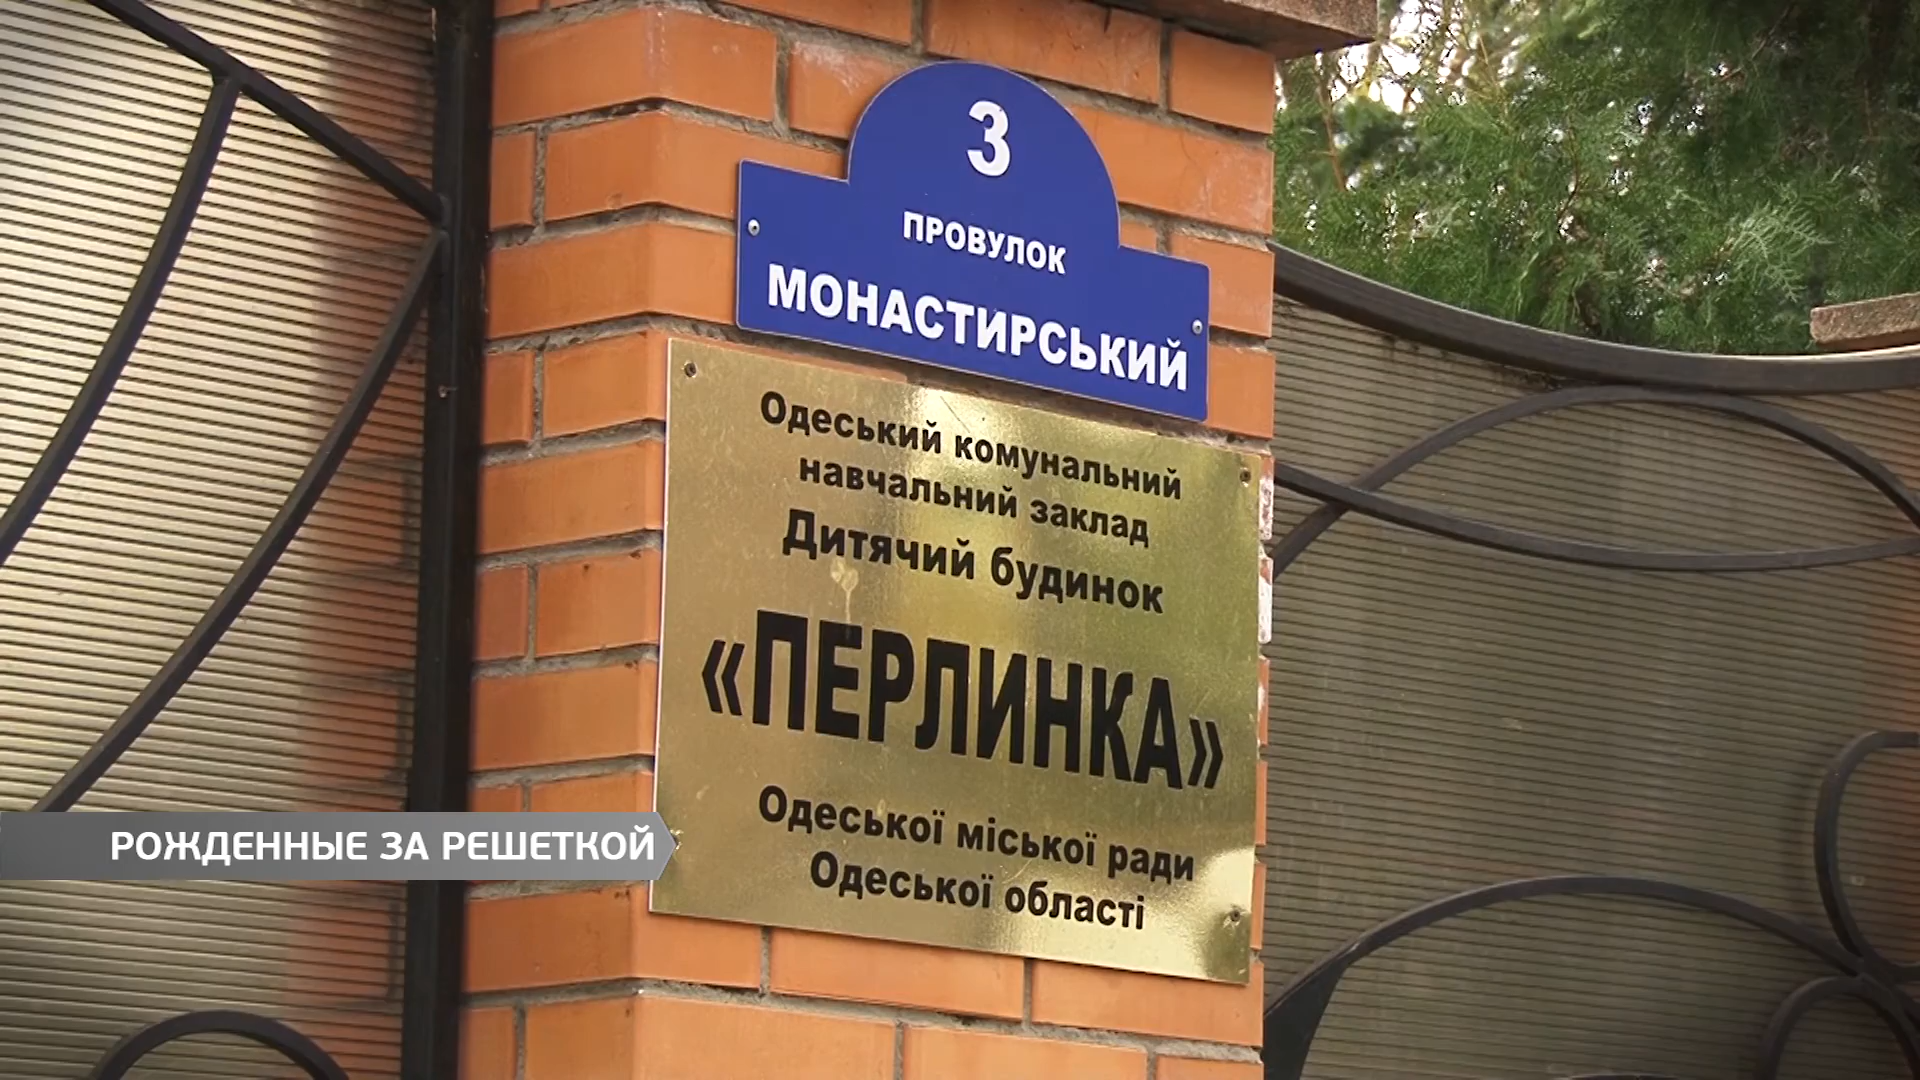 3
ПРОВУЛОК
МОНАСТИРСЬКИЙ
Одеський комунальний
навчальний заклад
Дитячий будинок
«ПЕРЛИНКА»
Одеської міської ради
Одеської області
РОЖДЕННЫЕ ЗА РЕШЕТКОЙ